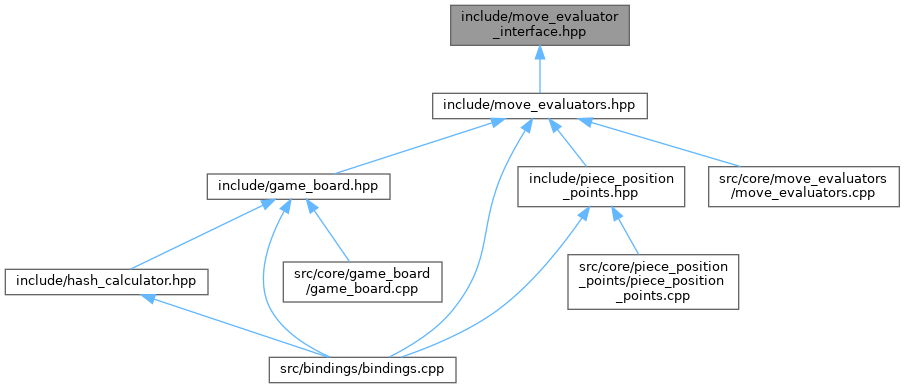 include/move_evaluator
_interface.hpp
include/move_evaluators.hpp
include/game_board.hpp
include/piece_position
_points.hpp
src/core/move_evaluators
/move_evaluators.cpp
include/hash_calculator.hpp
src/core/game_board
/game_board.cpp
src/core/piece_position
_points/piece_position
_points.cpp
src/bindings/bindings.cpp